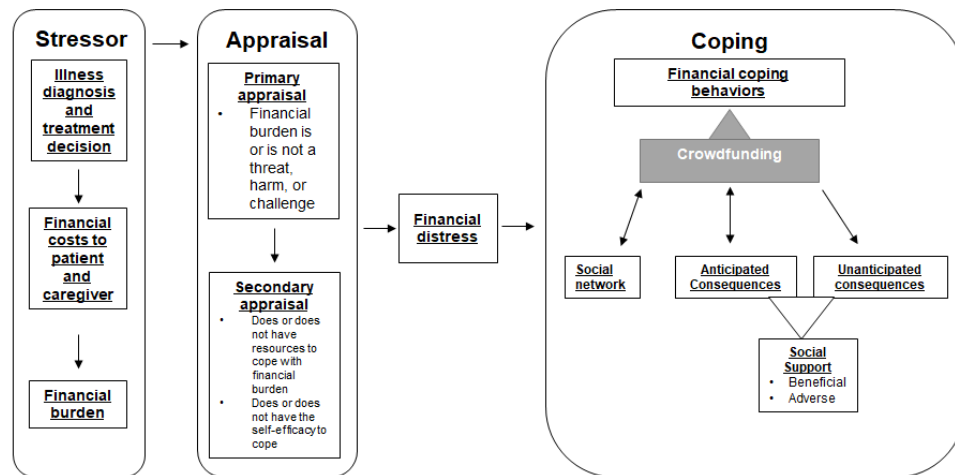 Stressor
Illness
diagnosis
and
treatment
decision
Financial
costs to
patient
and
caregiver
Financial
burden
Appraisal
Primary
appraisal
• Financial
burden is
or is not a
threat,
harm, or
challenge
Secondary
appraisal
• Does or does
not have
resources to
cope with
financial
burden
• Does or does
not have the
self-efficacy to
cope
Financial
distress
Coping
Financial coping
behaviors
Crowdfunding
Social
network
Anticipated
Consequences
Unanticipated
consequences
Social
Support
• Beneficial
• Adverse